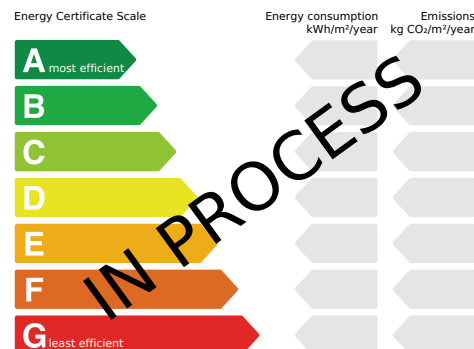 Energy Certificate Scale
Energy consumption
kWh/m²/year
Emissions
kg CO₂/m²/year
A most efficient
B
C
D
E
F
G least efficient
IN PROCESS